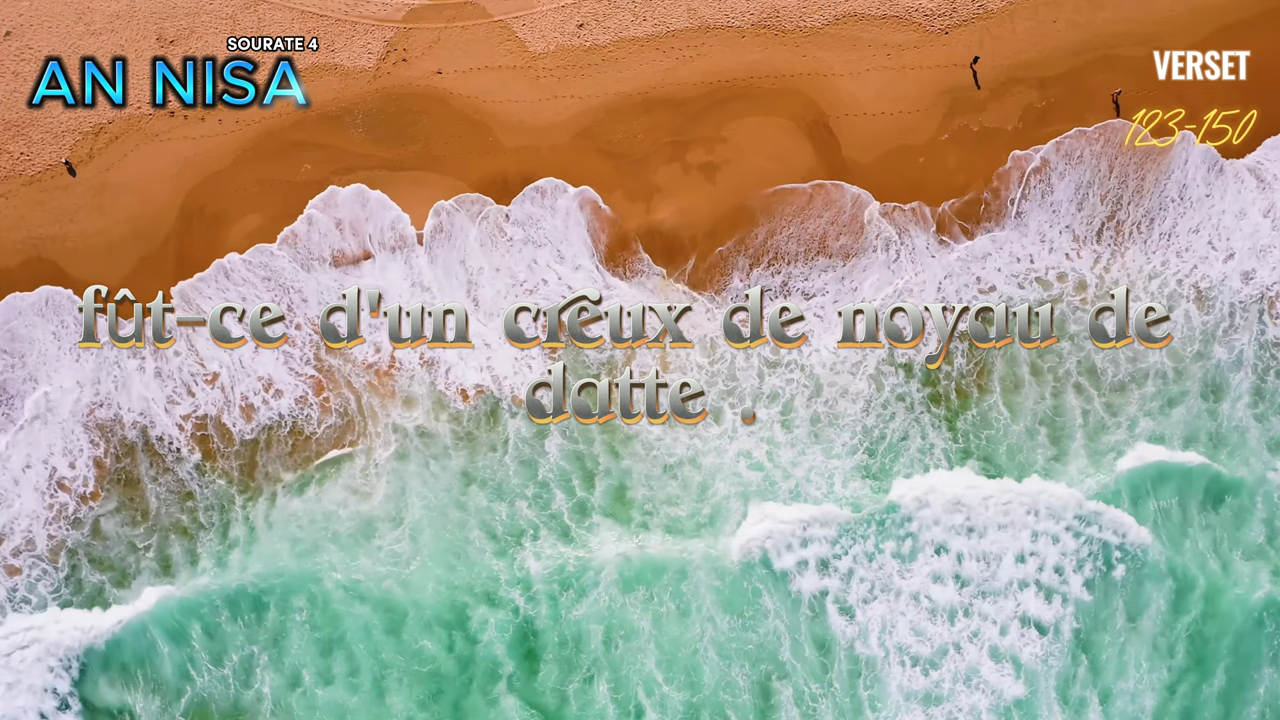 SOURATE 4
AN NISA
VERSET
123-150
fût-ce d'un creux de noyau de
datte .